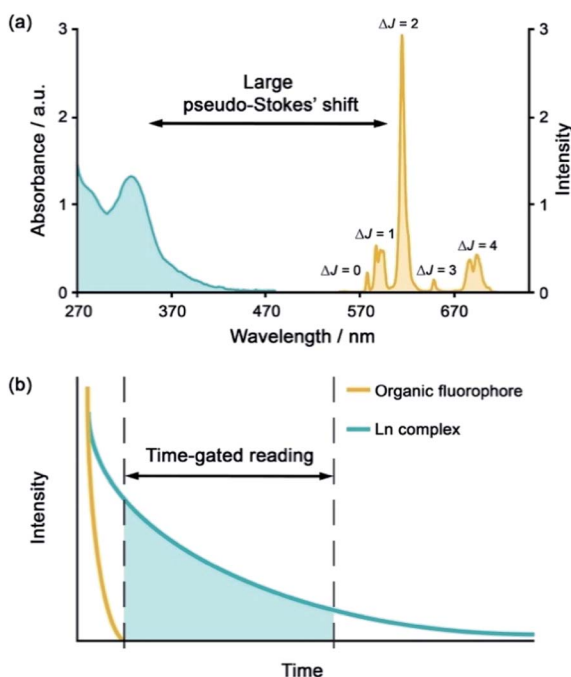 (a)
3
2
1
0
Absorbance / a.u.
Large
pseudo-Stokes' shift
ΔJ = 0
ΔJ = 1
ΔJ = 2
ΔJ = 3
ΔJ = 4
3
2
1
0
Intensity
270
370
470
570
670
Wavelength / nm
(b)
Organic fluorophore
Ln complex
Time-gated reading
Intensity
Time